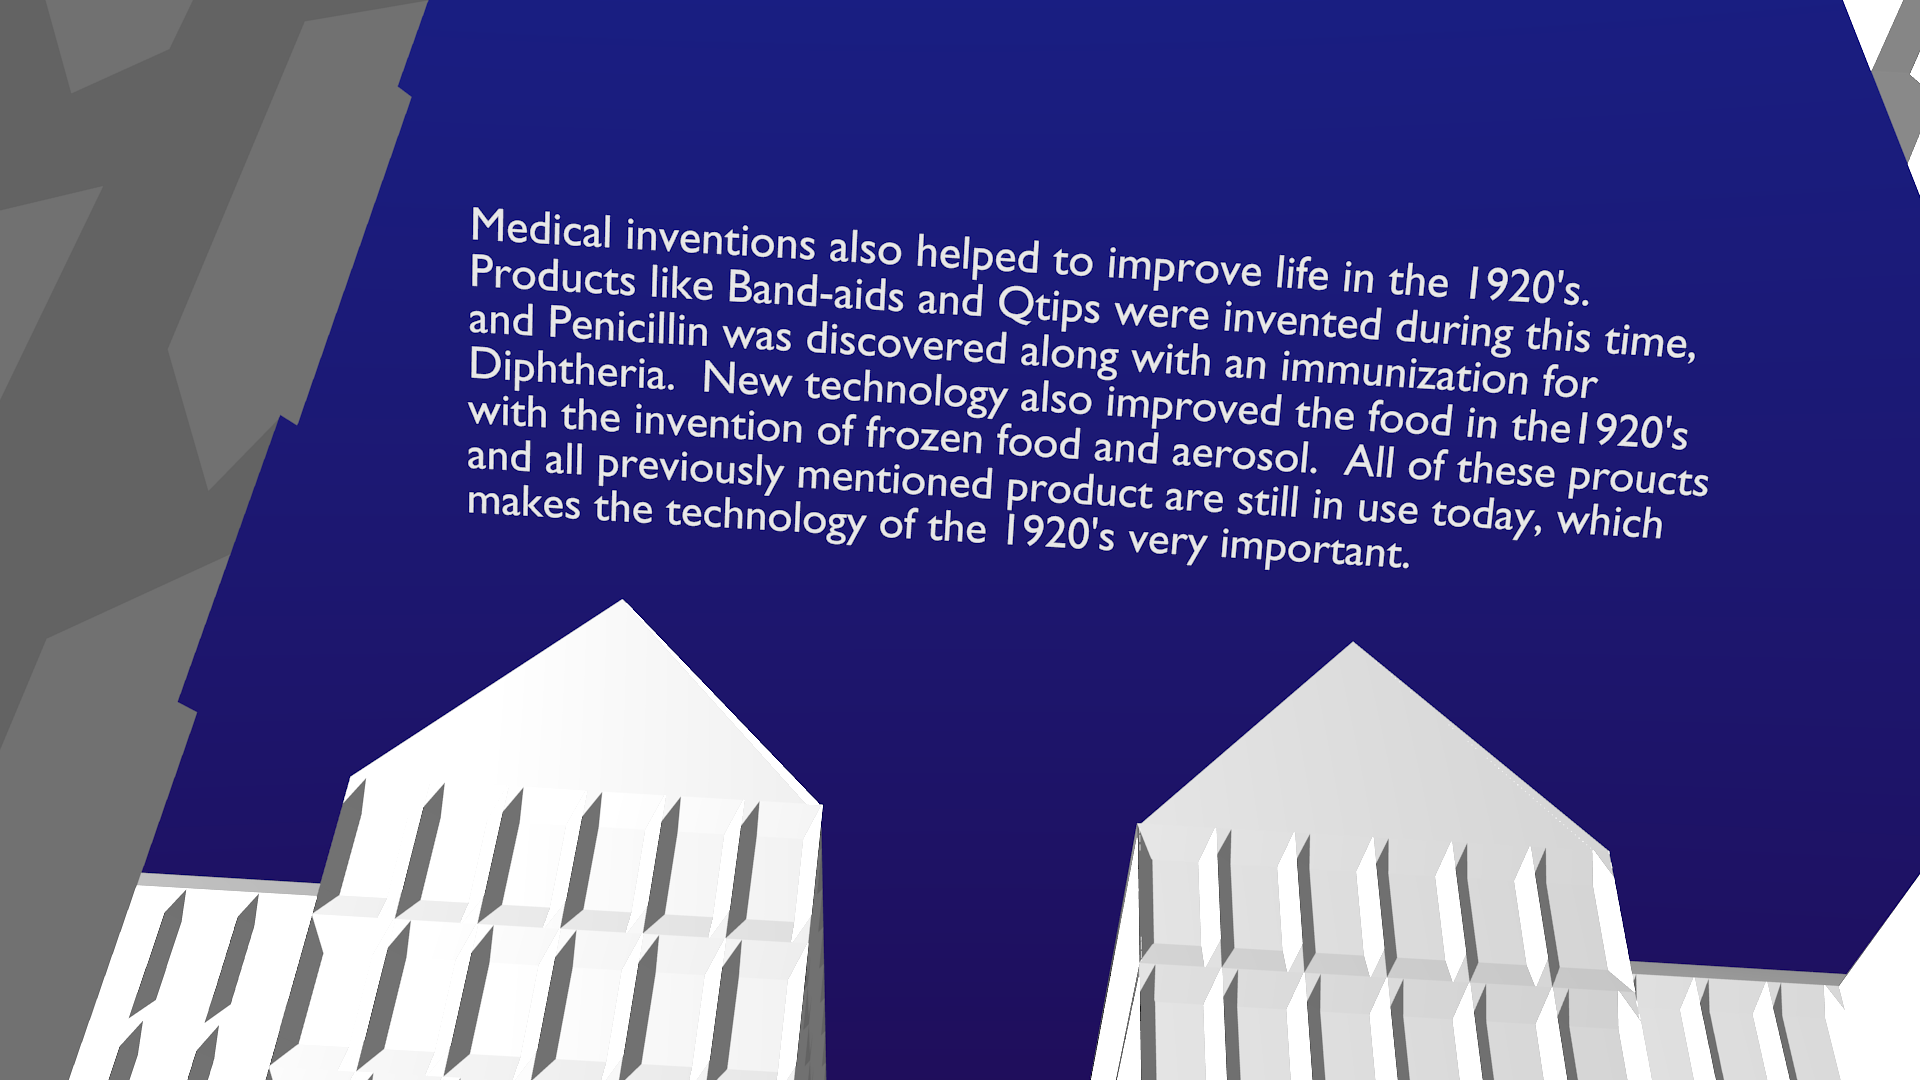 Medical inventions also helped to improve life in the 1920's.
Products like Band-aids and Qtips were invented during this time,
and Penicillin was discovered along with an immunization for
Diphtheria.  New technology also improved the food in the1920's
with the invention of frozen food and aerosol.  All of these proucts
and all previously mentioned product are still in use today, which
makes the technology of the 1920's very important.